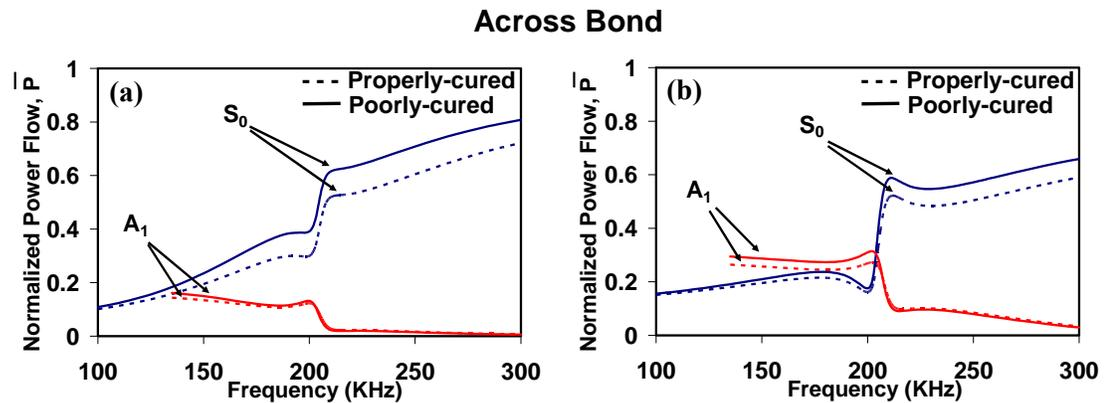 Across Bond
(a)
Properly-cured
Poorly-cured
S0
A1
Normalized Power Flow, P̅
1
0.8
0.6
0.4
0.2
0
100 150 200 250 300
Frequency (KHz)
(b)
Properly-cured
Poorly-cured
S0
A1
Normalized Power Flow, P̅
1
0.8
0.6
0.4
0.2
0
100 150 200 250 300
Frequency (KHz)